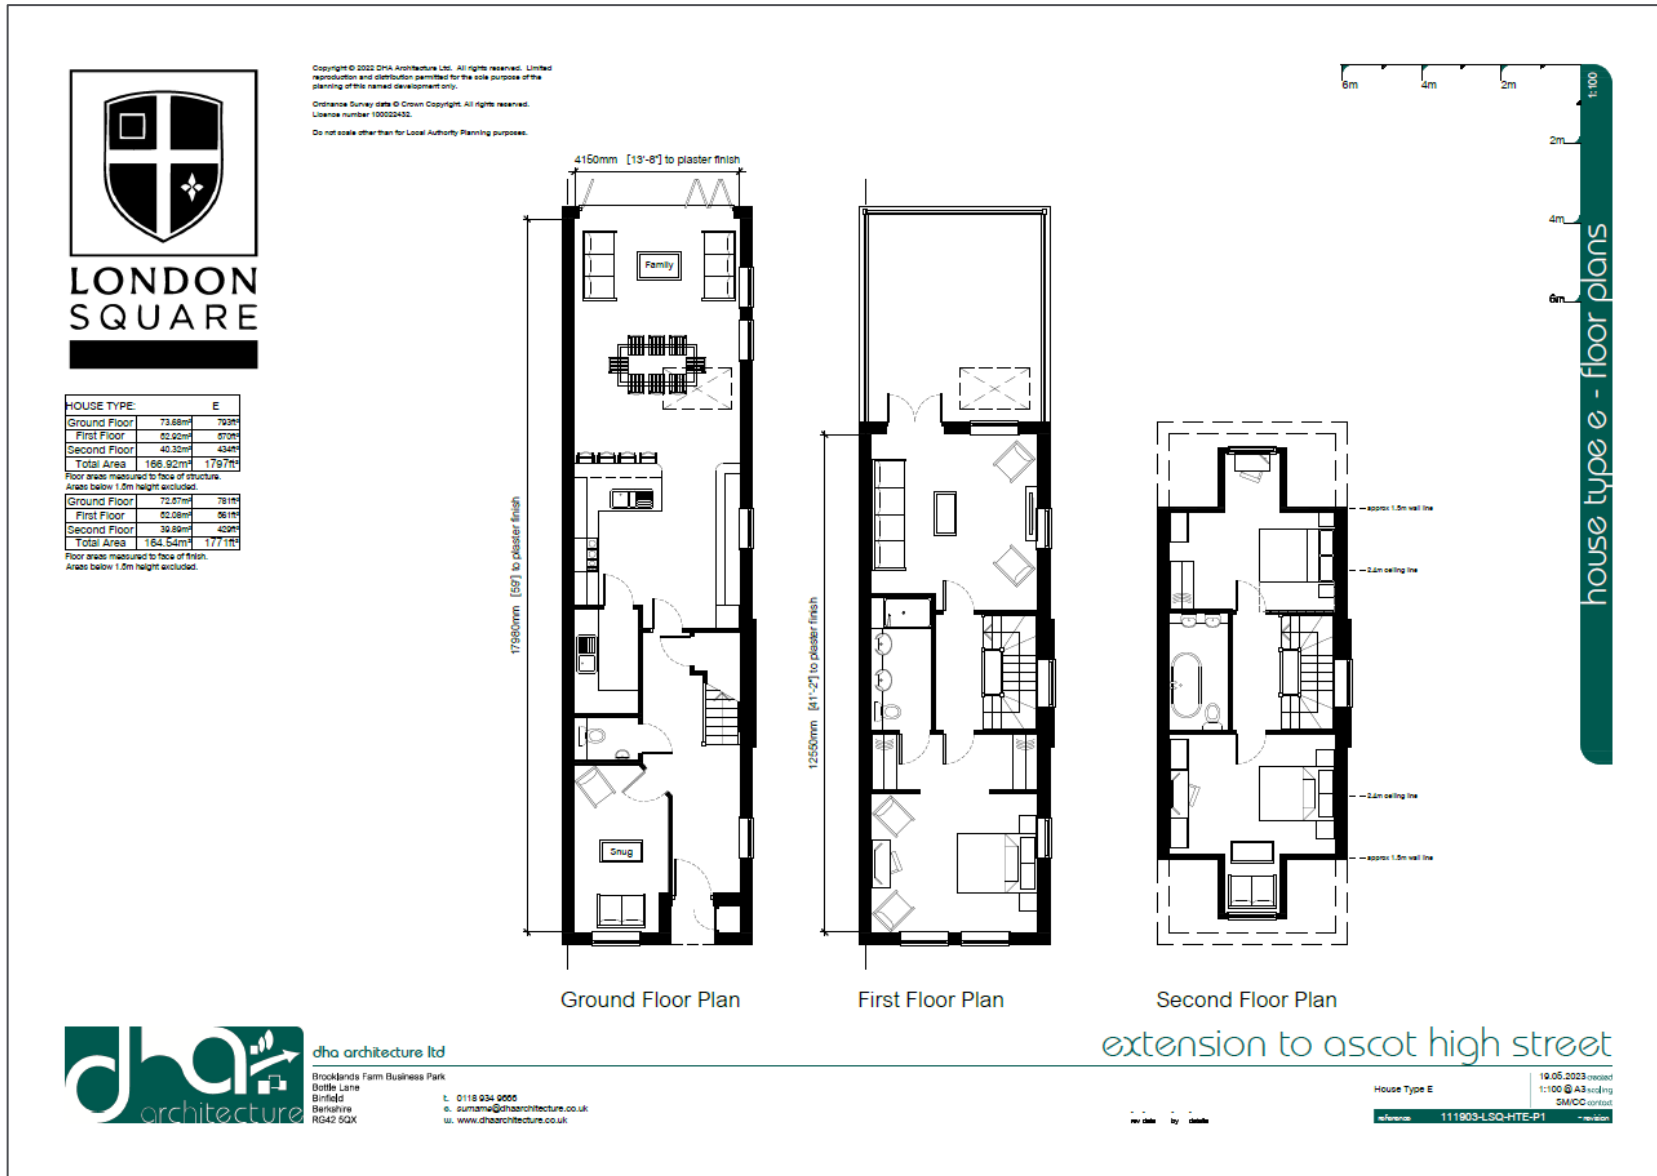 LONDON
SQUARE
Copyright © 2022 DHA Architecture Ltd. All rights reserved. Limited
reproduction and distribution permitted for the sole purpose of the
planning of this named development only.
Ordnance Survey data © Crown Copyright. All rights reserved.
Licence number 100022432.
Do not scale other than for Local Authority Planning purposes.
6m 4m 2m
1:100
2m
4m
6m
house type e - floor plans
HOUSE TYPE: E
Ground Floor 73.68m² 793ft²
First Floor 52.92m² 570ft²
Second Floor 40.32m² 434ft²
Total Area 166.92m² 1797ft²
Floor areas measured to face of structure.
Areas below 1.5m height excluded.
Ground Floor 72.57m² 781ft²
First Floor 52.08m² 561ft²
Second Floor 39.89m² 429ft²
Total Area 164.54m² 1771ft²
Floor areas measured to face of finish.
Areas below 1.5m height excluded.
4150mm [13'-8"] to plaster finish
17980mm [59'] to plaster finish
Family
Snug
12550mm [41'-2"] to plaster finish
approx 1.5m wall line
2.4m ceiling line
2.4m ceiling line
approx 1.5m wall line
Ground Floor Plan
First Floor Plan
Second Floor Plan
dha
architecture
dha architecture ltd
Brooklands Farm Business Park
Bottle Lane
Binfield
Berkshire
RG42 5QX
t. 0118 934 9666
e. surname@dhaarchitecture.co.uk
w. www.dhaarchitecture.co.uk
extension to ascot high street
rev date by details
House Type E
19.05.2023 created
1:100 @ A3 scaling
SM/CC contact
reference 111903-LSQ-HTE-P1 - revision